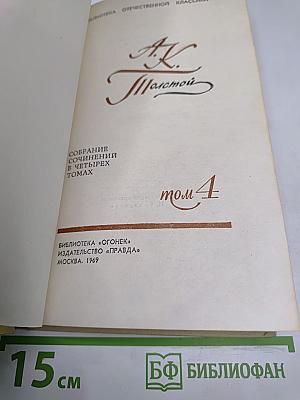 БИБЛИОТЕКА ОТЕЧЕСТВЕННОЙ КЛАССИКИ
А.К.
Толстой
СОБРАНИЕ
СОЧИНЕНИЙ
В ЧЕТЫРЕХ
ТОМАХ
том 4
БИБЛИОТЕКА «ОГОНЕК»
ИЗДАТЕЛЬСТВО «ПРАВДА»
МОСКВА. 1969
15 см
БФ БИБЛИОФАН